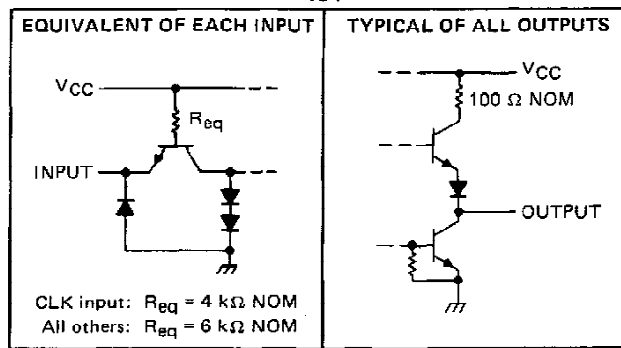 EQUIVALENT OF EACH INPUT
VCC
Req
INPUT
CLK input: Req = 4 kΩ NOM
All others: Req = 6 kΩ NOM
TYPICAL OF ALL OUTPUTS
VCC
100 Ω NOM
OUTPUT